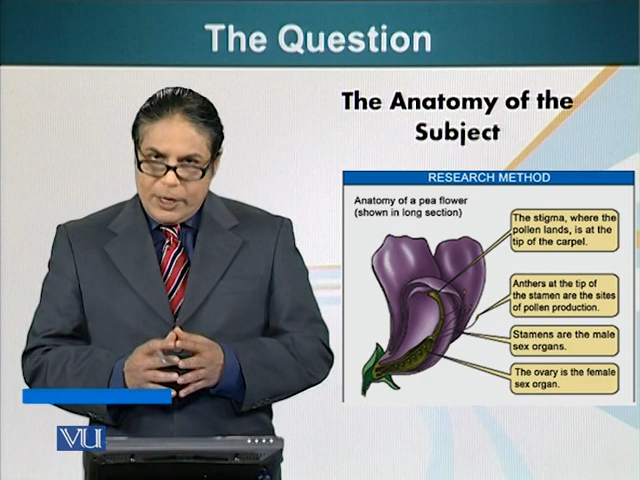 The Question
The Anatomy of the
Subject
RESEARCH METHOD
Anatomy of a pea flower
(shown in long section)
The stigma, where the
pollen lands, is at the
tip of the carpel.
Anthers at the tip of
the stamen are the sites
of pollen production.
Stamens are the male
sex organs.
The ovary is the female
sex organ.
VU